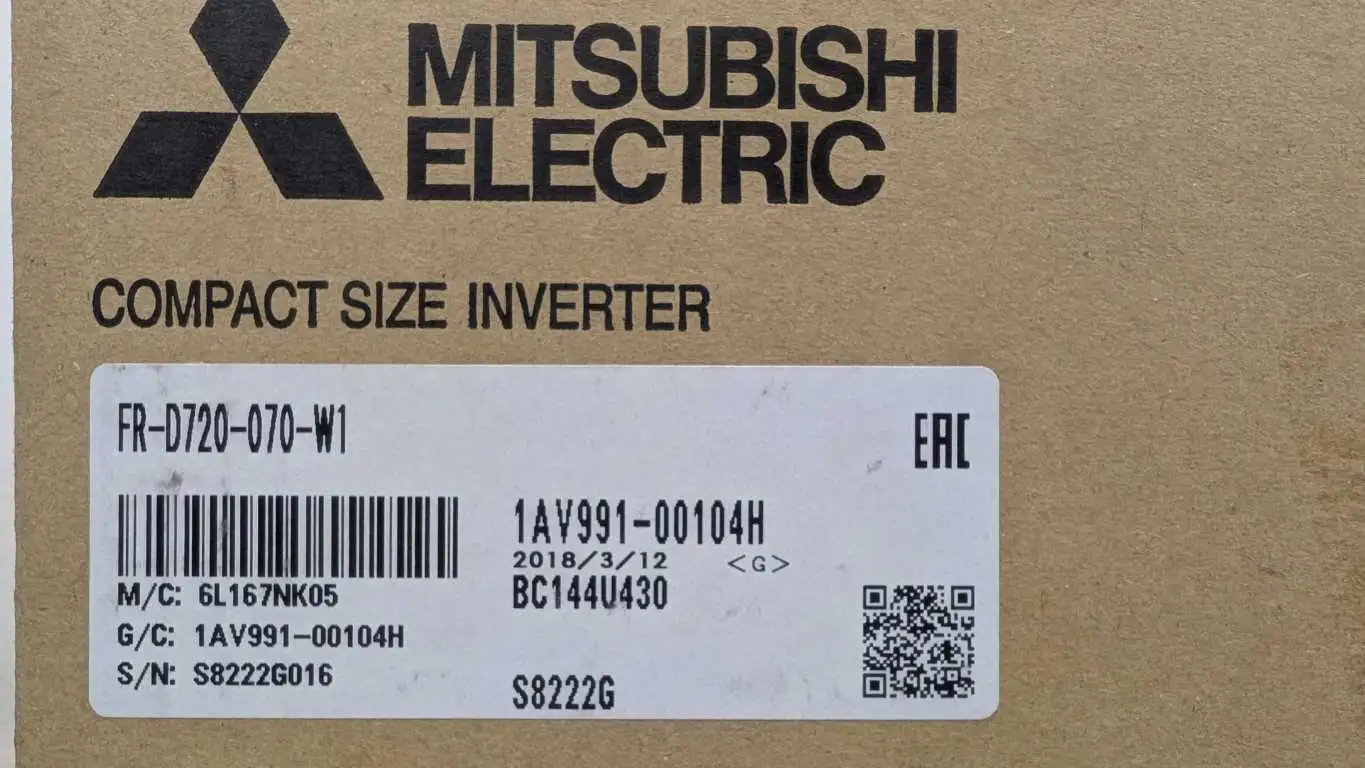 MITSUBISHI
ELECTRIC
COMPACT SIZE INVERTER
FR-D720-070-W1
EAC
1AV991-00104H
2018/3/12 <G>
BC144U430
M/C: 6L167NK05
G/C: 1AV991-00104H
S/N: S8222G016
S8222G